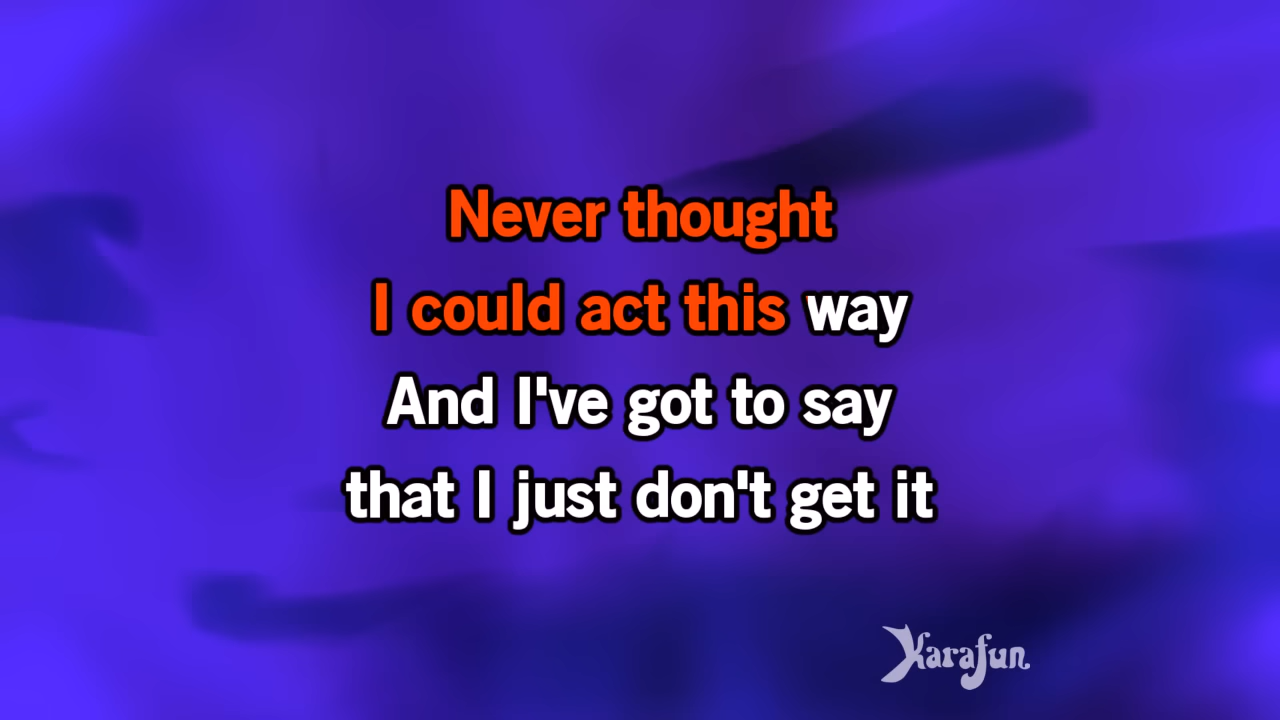 Never thought
I could act this way
And I've got to say
that I just don't get it
Karafun